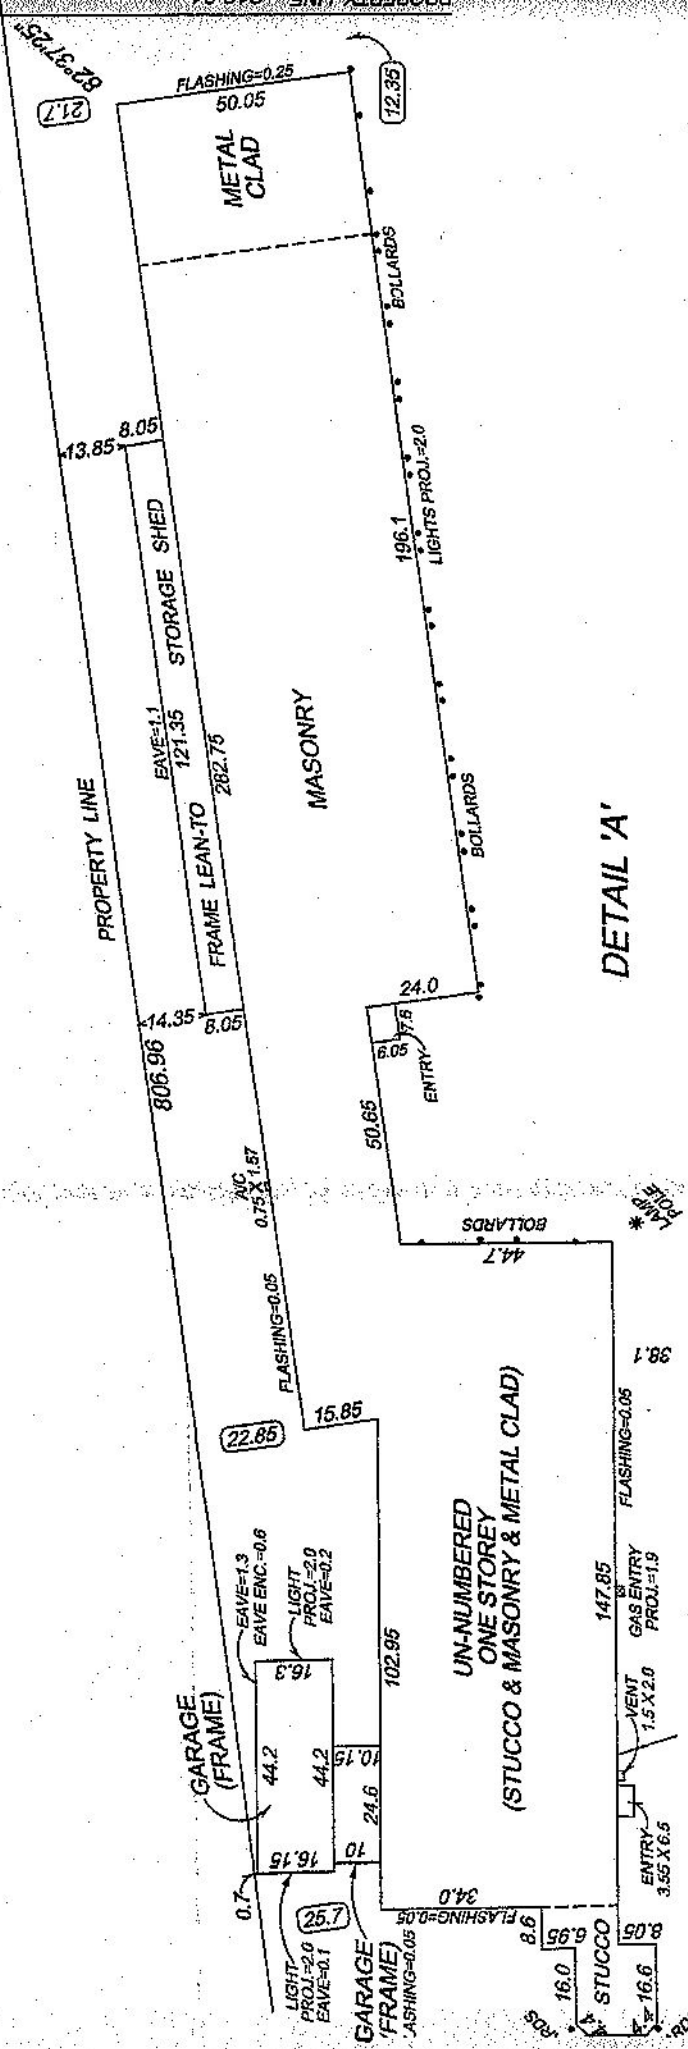 82°37'25"
21.7
FLASHING=0.25
50.05
12.35
METAL
CLAD
BOLLARDS
13.85
8.05
LIGHTS PROJ.=2.0
196.1
STORAGE SHED
EAVE=1.1
121.35
282.75
MASONRY
PROPERTY LINE
FRAME LEAN-TO
BOLLARDS
DETAIL 'A'
24.0
7.6
6.05
ENTRY
14.35
8.05
806.96
50.65
A/C
0.75 X 1.57
BOLLARDS
44.7
LAMP
POLE
FLASHING=0.05
38.1
15.85
22.85
FLASHING=0.05
UN-NUMBERED
ONE STOREY
(STUCCO & MASONRY & METAL CLAD)
EAVE=1.3
EAVE ENC.=0.6
LIGHT
PROJ.=2.0
EAVE=0.2
16.3
147.85
GAS ENTRY
PROJ.=1.9
102.95
GARAGE
(FRAME)
44.2
44.2
10.15
24.6
VENT
1.5 X 2.0
16.15
10
0.7
25.7
ENTRY
3.55 X 6.5
34.0
FLASHING=0.05
LIGHT
PROJ.=2.0
EAVE=0.1
GARAGE
FRAME)
ASHING=0.05
8.6
6.95
8.05
STUCCO
16.0
16.6
RDS